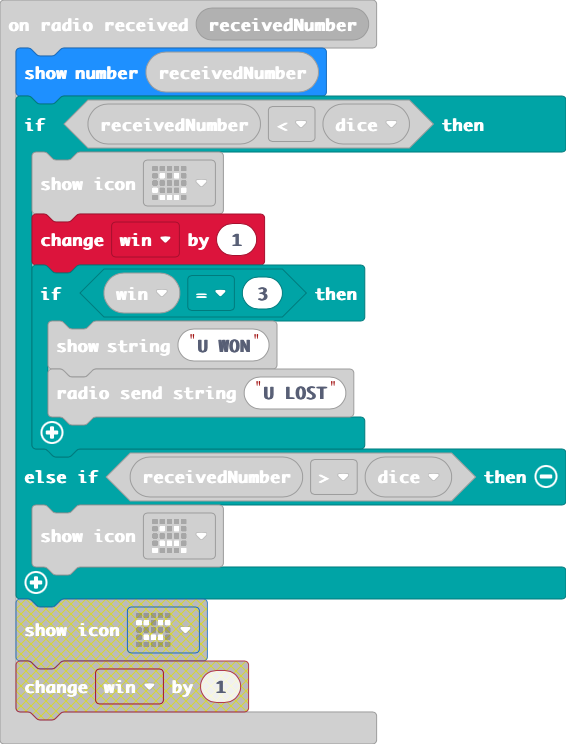 on radio received receivedNumber
show number receivedNumber
if receivedNumber < dice then
show icon
change win by 1
if win = 3 then
show string "U WON"
radio send string "U LOST"
else if receivedNumber > dice then
show icon
show icon
change win by 1